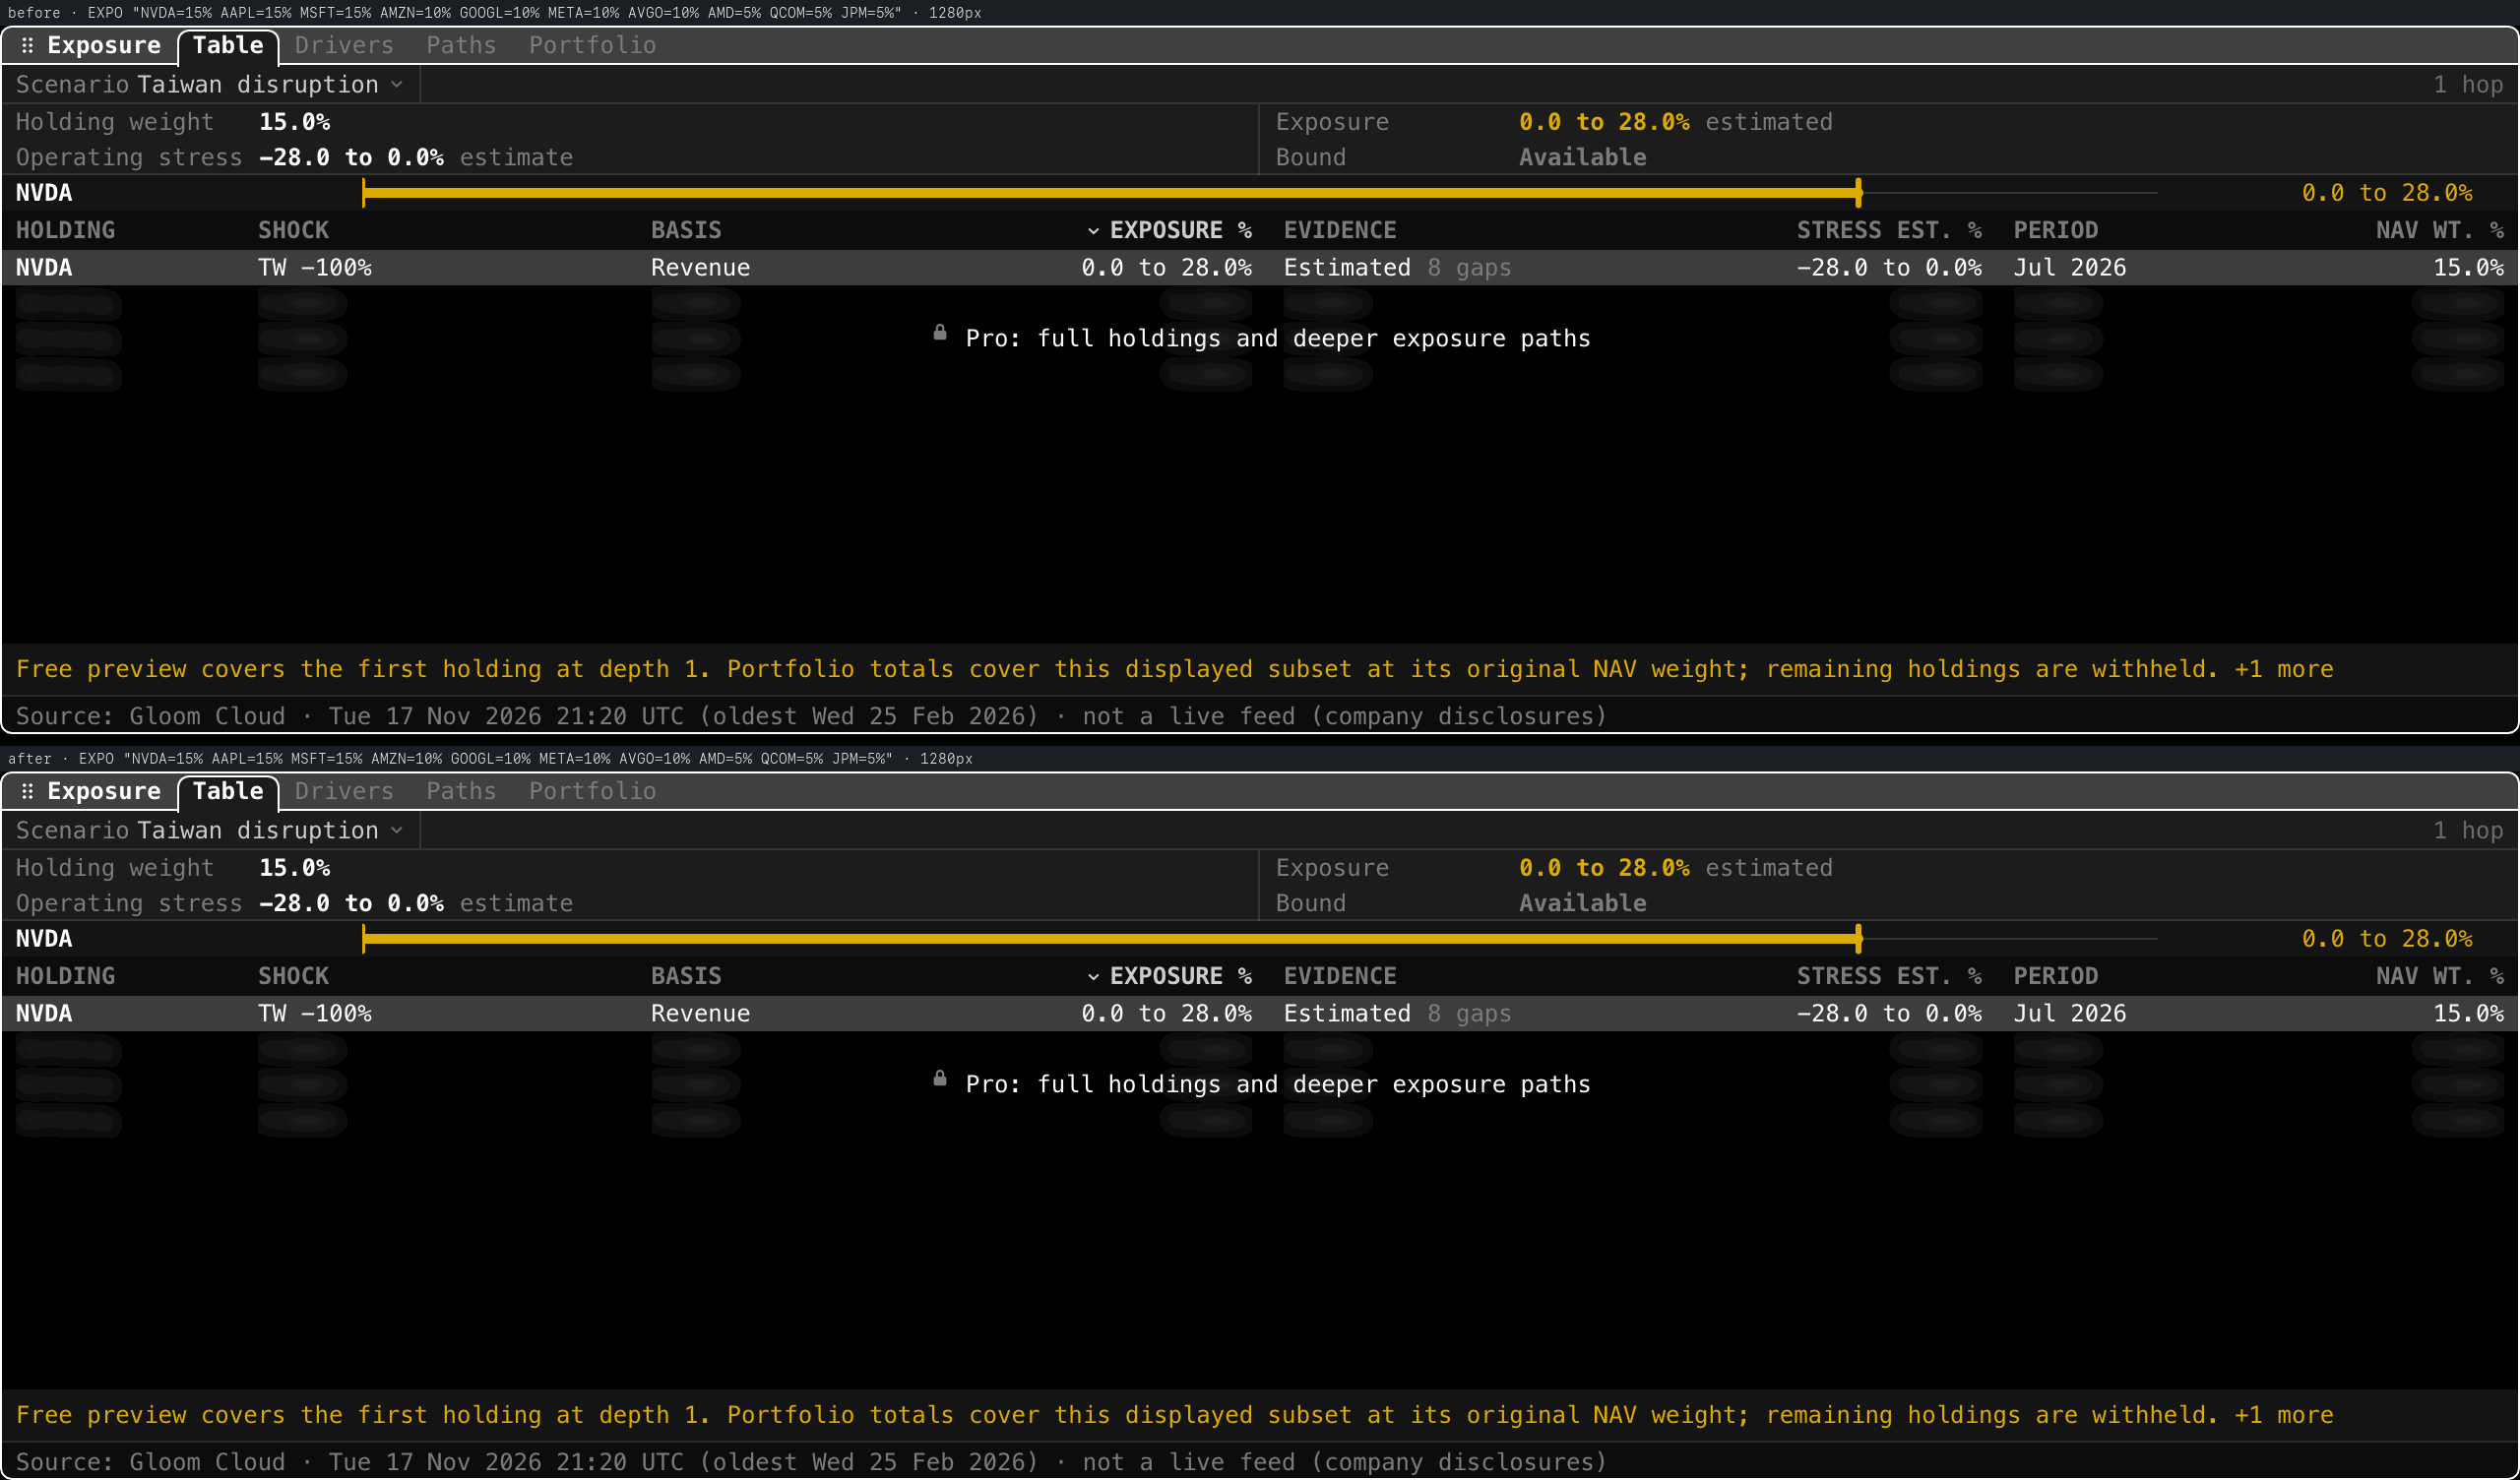 before · EXPO "NVDA=15% AAPL=15% MSFT=15% AMZN=10% GOOGL=10% META=10% AVGO=10% AMD=5% QCOM=5% JPM=5%" · 1280px
Exposure Table Drivers Paths Portfolio
Scenario Taiwan disruption 1 hop
Holding weight 15.0% Exposure 0.0 to 28.0% estimated
Operating stress −28.0 to 0.0% estimate Bound Available
NVDA 0.0 to 28.0%
HOLDING SHOCK BASIS EXPOSURE % EVIDENCE STRESS EST. % PERIOD NAV WT. %
NVDA TW −100% Revenue 0.0 to 28.0% Estimated 8 gaps −28.0 to 0.0% Jul 2026 15.0%
Pro: full holdings and deeper exposure paths
Free preview covers the first holding at depth 1. Portfolio totals cover this displayed subset at its original NAV weight; remaining holdings are withheld. +1 more
Source: Gloom Cloud · Tue 17 Nov 2026 21:20 UTC (oldest Wed 25 Feb 2026) · not a live feed (company disclosures)
after · EXPO "NVDA=15% AAPL=15% MSFT=15% AMZN=10% GOOGL=10% META=10% AVGO=10% AMD=5% QCOM=5% JPM=5%" · 1280px
Exposure Table Drivers Paths Portfolio
Scenario Taiwan disruption 1 hop
Holding weight 15.0% Exposure 0.0 to 28.0% estimated
Operating stress −28.0 to 0.0% estimate Bound Available
NVDA 0.0 to 28.0%
HOLDING SHOCK BASIS EXPOSURE % EVIDENCE STRESS EST. % PERIOD NAV WT. %
NVDA TW −100% Revenue 0.0 to 28.0% Estimated 8 gaps −28.0 to 0.0% Jul 2026 15.0%
Pro: full holdings and deeper exposure paths
Free preview covers the first holding at depth 1. Portfolio totals cover this displayed subset at its original NAV weight; remaining holdings are withheld. +1 more
Source: Gloom Cloud · Tue 17 Nov 2026 21:20 UTC (oldest Wed 25 Feb 2026) · not a live feed (company disclosures)